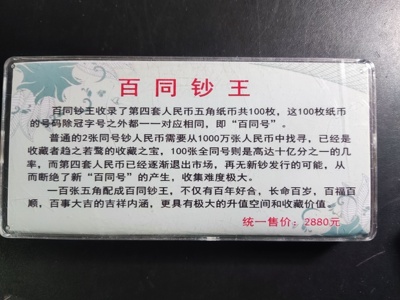 百同钞王
百同钞王收录了第四套人民币五角纸币共100枚，这100枚纸币
的号码除冠字号之外都一一对应相同，即“百同号”。
普通的2张同号钞人民币需要从1000万张人民币中找寻，已经是
收藏者趋之若鹜的收藏之宝，100张全同号则是高达十亿分之一的几
率，而第四套人民币已经逐渐退出市场，再无新钞发行的可能，从
而断绝了新“百同号”的产生，收集难度极大。
一百张五角配成百同钞王，不仅有百年好合，长命百岁，百福百
顺，百事大吉的吉祥内涵，更具有极大的升值空间和收藏价值。
统一售价：2880元